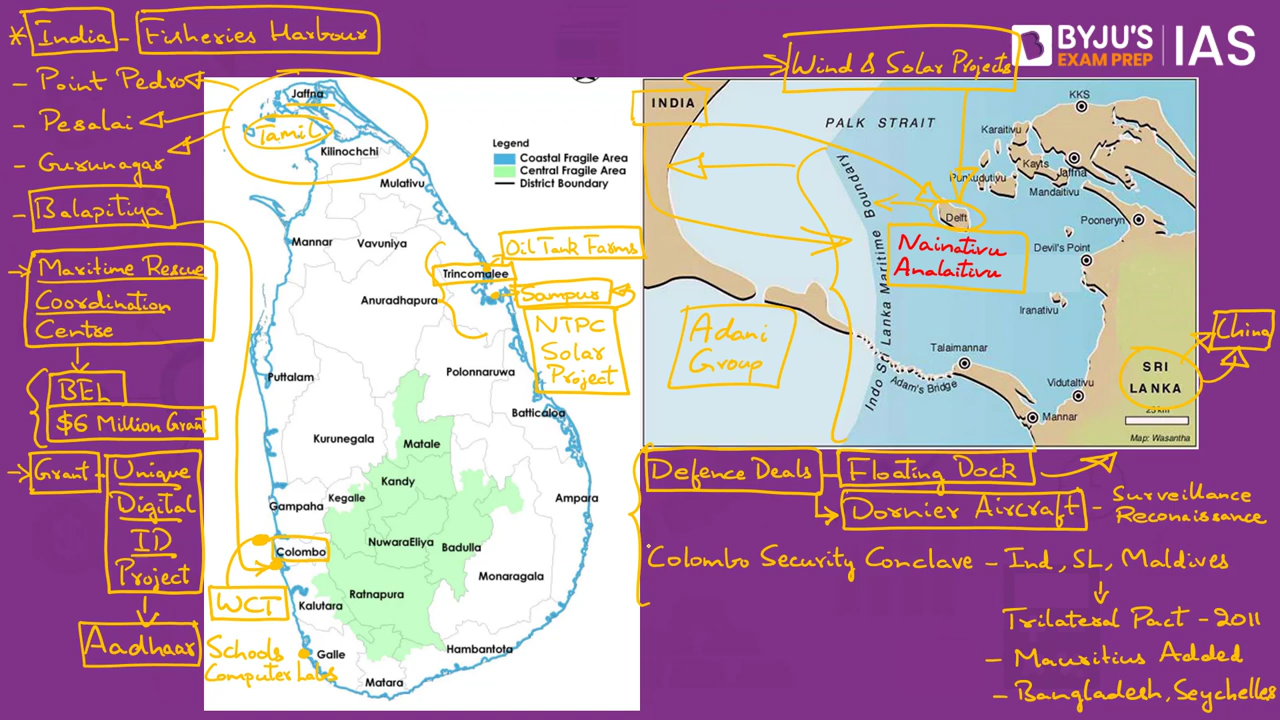 * India - Fisheries Harbour
- Point Pedro
- Pesalai
- Gurunagar
- Balapitiya
→ Maritime Rescue
Coordination
Centre
BEL
$6 Million Grant
→ Grant - Unique
Digital
ID
Project
Aadhaar
Jaffna
Tamil
Kilinochchi
Mulativu
Mannar
Vavuniya
Trincomalee
Anuradhapura
Puttalam
Polonnaruwa
Batticalog
Kurunegala
Matale
Kandy
Kegalle
Gampaha
Ampara
Colombo
NuwaraEliya
Badulla
Monaragala
Ratnapura
Kalutara
Galle
Hambantota
Matara
WCT
Schools
Computer Labs
Legend
Coastal Fragile Area
Central Fragile Area
District Boundary
Oil Tank Farms
Sampur
NTPC
Solar
Project
Wind & Solar Projects
BYJU'S
EXAM PREP
IAS
INDIA
PALK STRAIT
KKS
Karaitivu
Kayts
Jaffna
Punkudutivu
Mandaitivu
Delft
Pooneryn
Nainativu
Analaitivu
Devil's Point
Iranativu
Indo Sri Lanka Maritime Boundary
Adani
Group
Talaimannar
Adam's Bridge
Vidutaltivu
Mannar
SRI
LANKA
China
25 km
Map: Wasantha
Defence Deals - Floating Dock
Dornier Aircraft - Surveillance
Reconaissance
Colombo Security Conclave - Ind, SL, Maldives
Trilateral Pact - 2011
- Mauritius Added
- Bangladesh, Seychelles